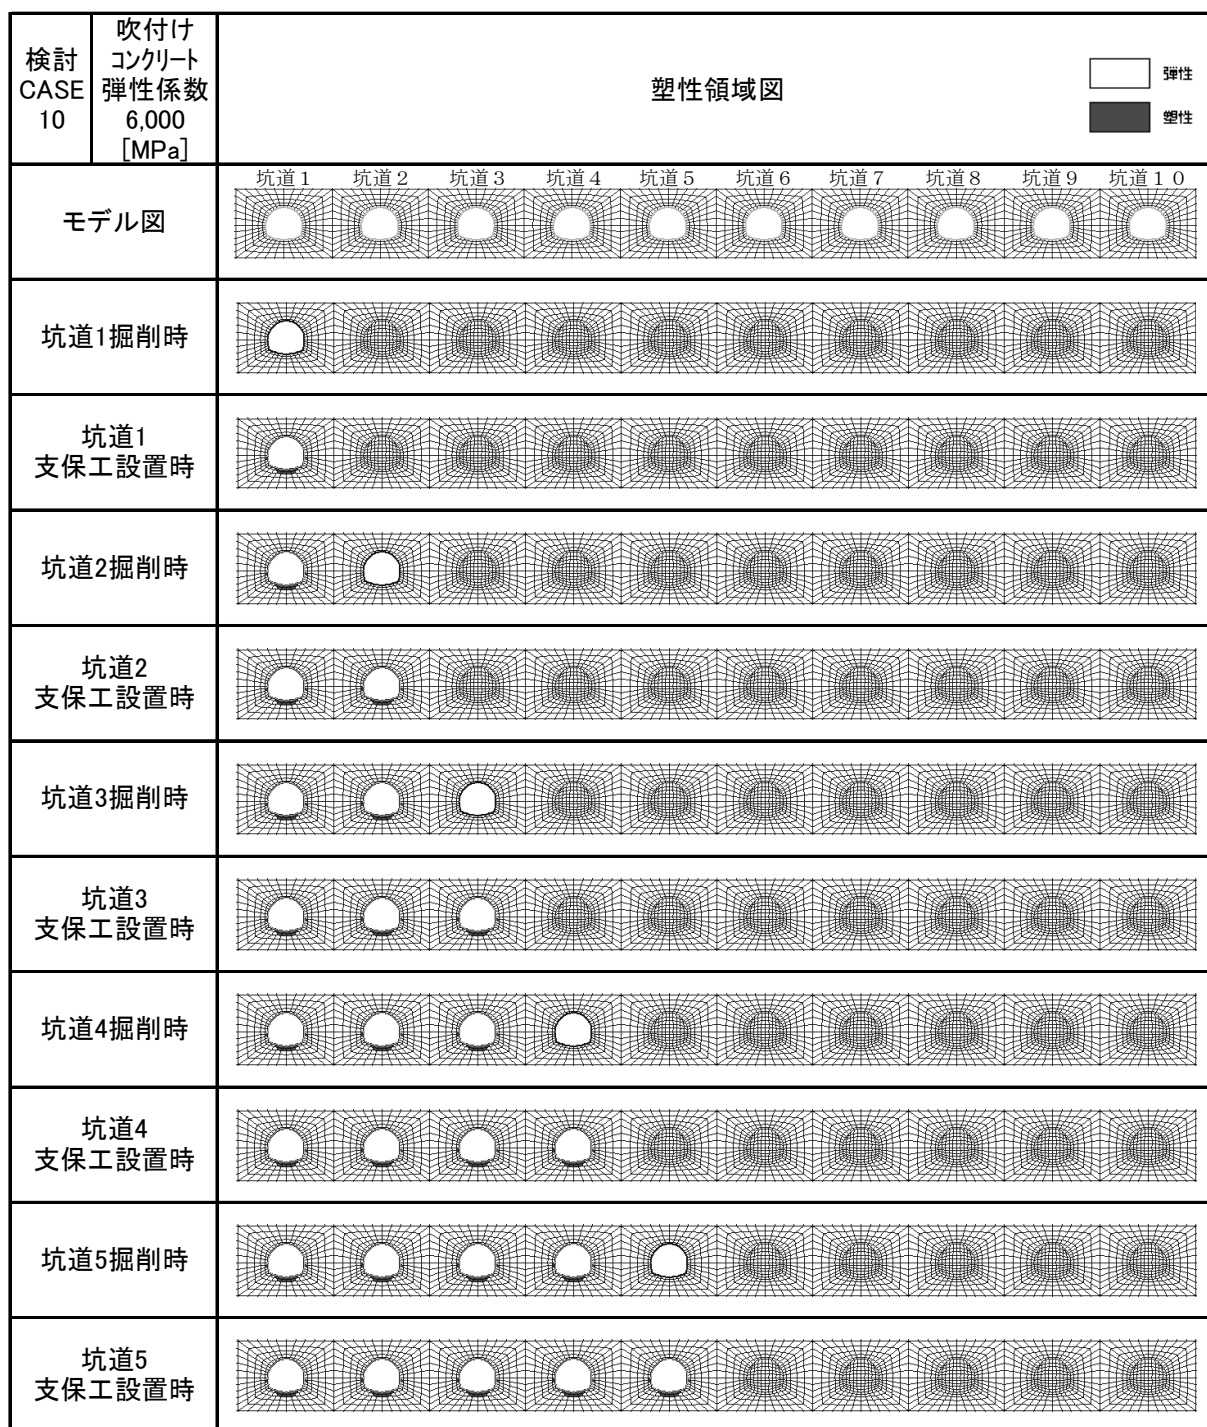 検討
CASE
10
吹付け
コンクリート
弾性係数
6,000
[MPa]
塑性領域図
弾性
塑性
モデル図
坑道1 坑道2 坑道3 坑道4 坑道5 坑道6 坑道7 坑道8 坑道9 坑道10
坑道1掘削時
坑道1
支保工設置時
坑道2掘削時
坑道2
支保工設置時
坑道3掘削時
坑道3
支保工設置時
坑道4掘削時
坑道4
支保工設置時
坑道5掘削時
坑道5
支保工設置時